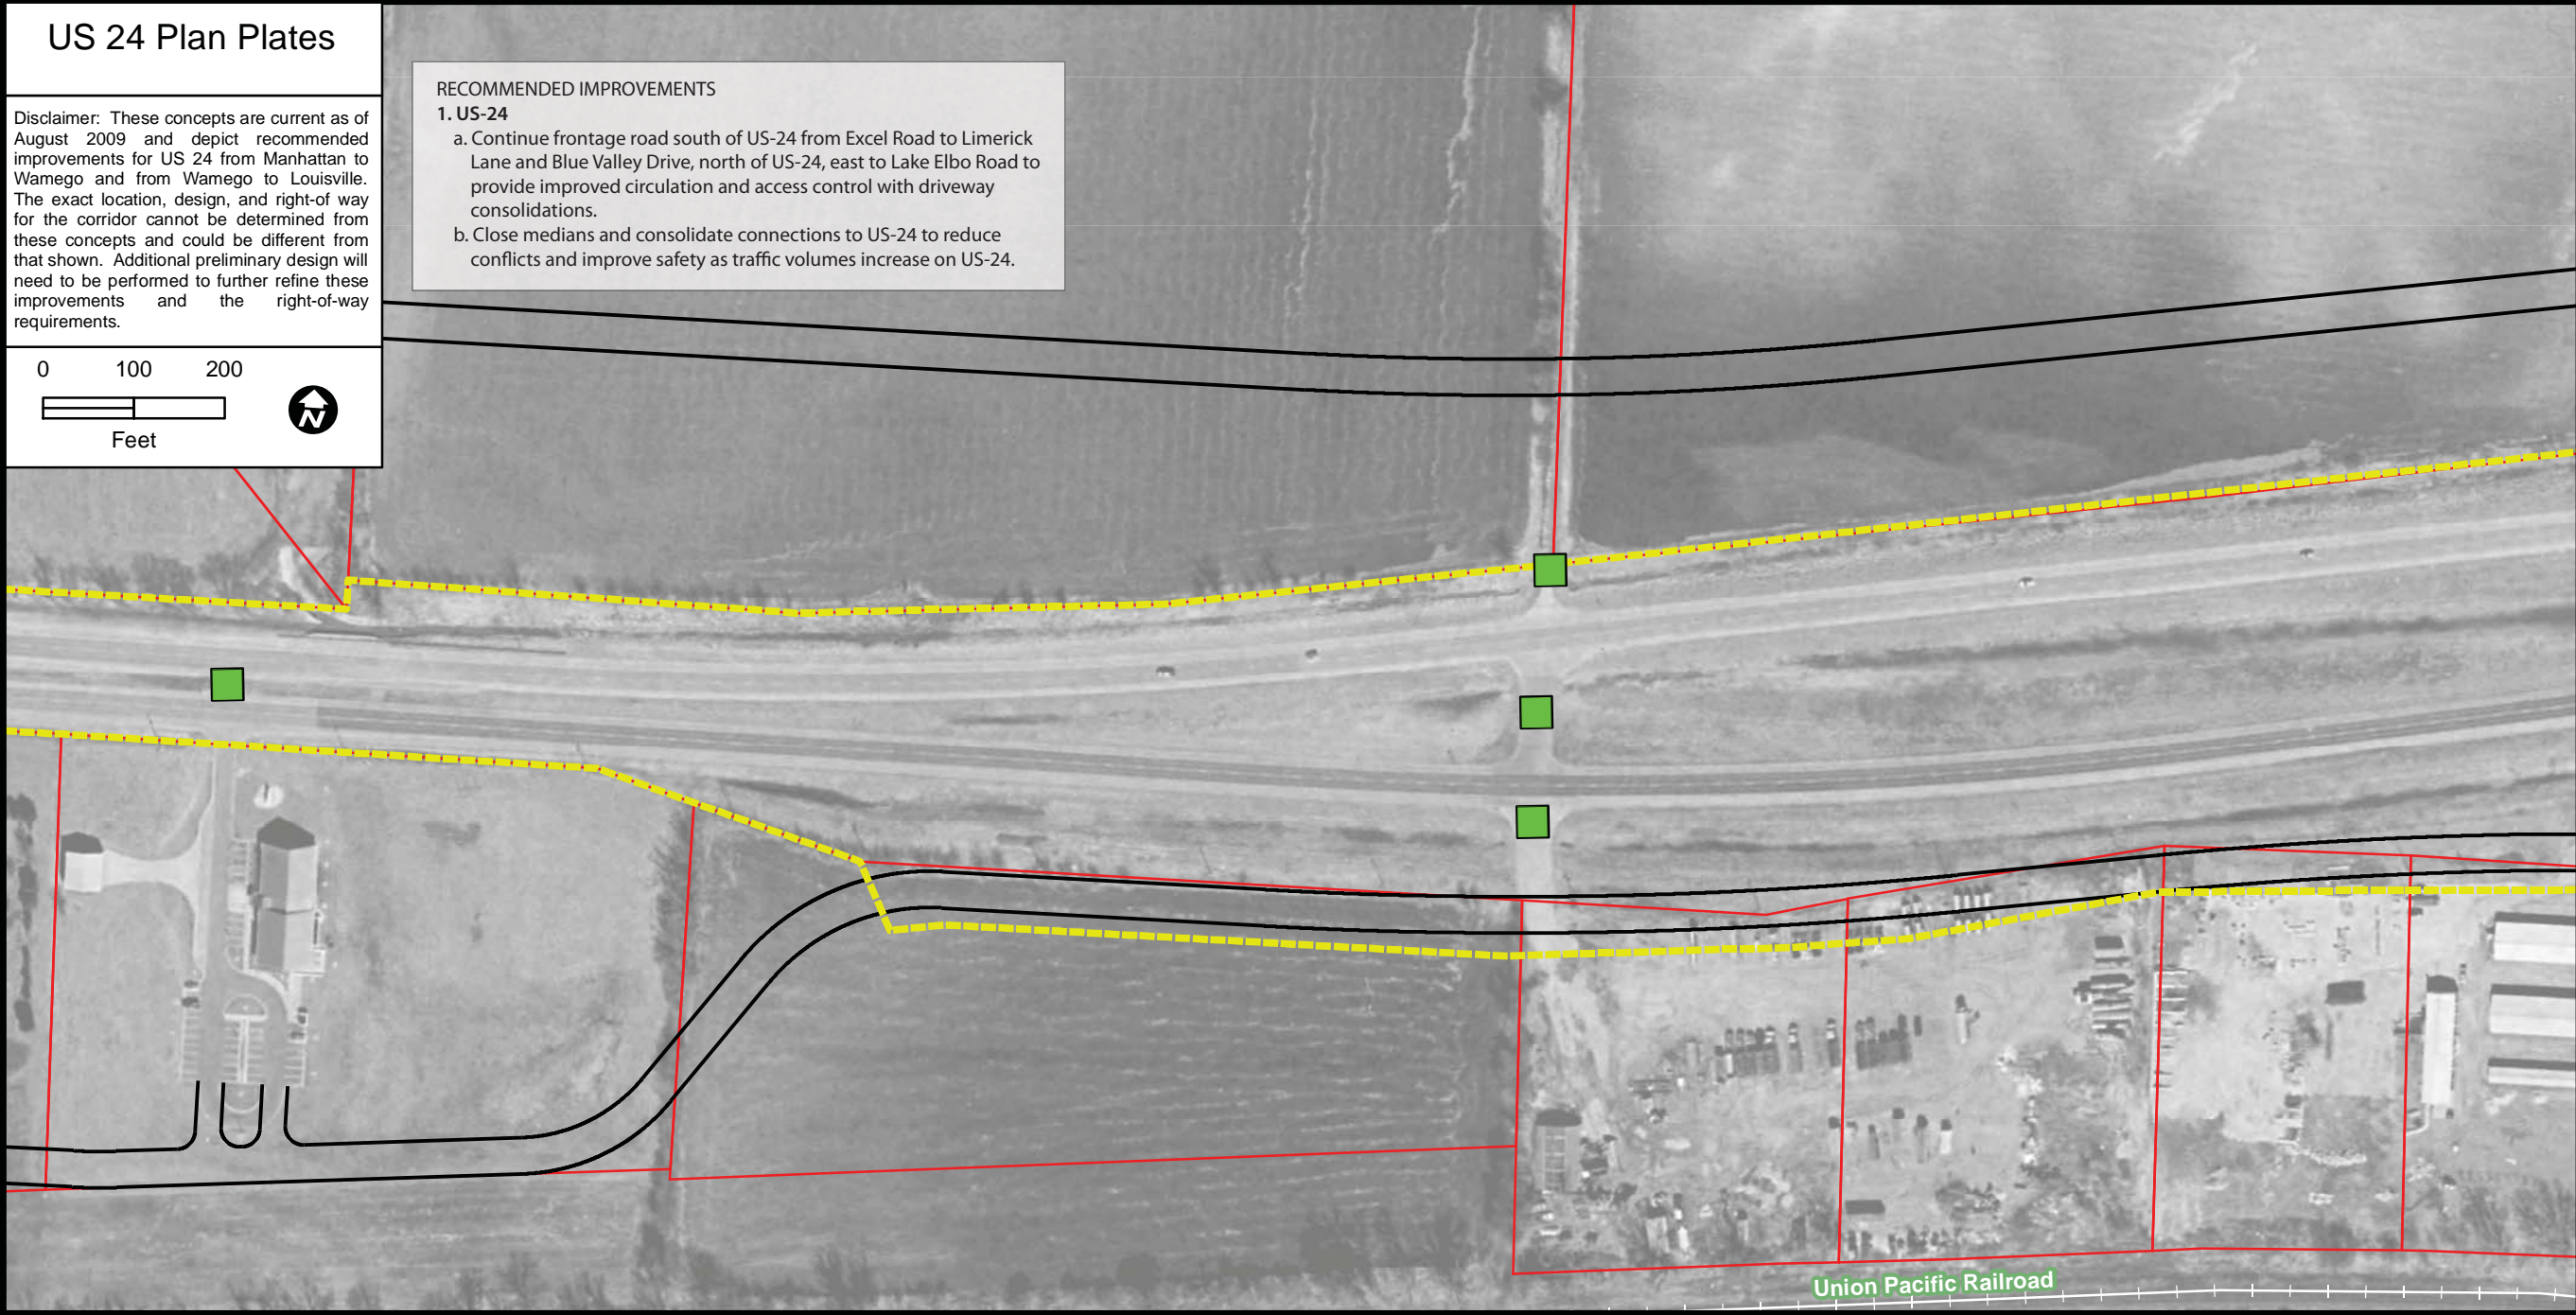 US 24 Plan Plates
Disclaimer: These concepts are current as of
August 2009 and depict recommended
improvements for US 24 from Manhattan to
Wamego and from Wamego to Louisville.
The exact location, design, and right-of way
for the corridor cannot be determined from
these concepts and could be different from
that shown. Additional preliminary design will
need to be performed to further refine these
improvements and the right-of-way
requirements.
0 100 200
Feet
N
RECOMMENDED IMPROVEMENTS
1. US-24
a. Continue frontage road south of US-24 from Excel Road to Limerick
Lane and Blue Valley Drive, north of US-24, east to Lake Elbo Road to
provide improved circulation and access control with driveway
consolidations.
b. Close medians and consolidate connections to US-24 to reduce
conflicts and improve safety as traffic volumes increase on US-24.
Union Pacific Railroad